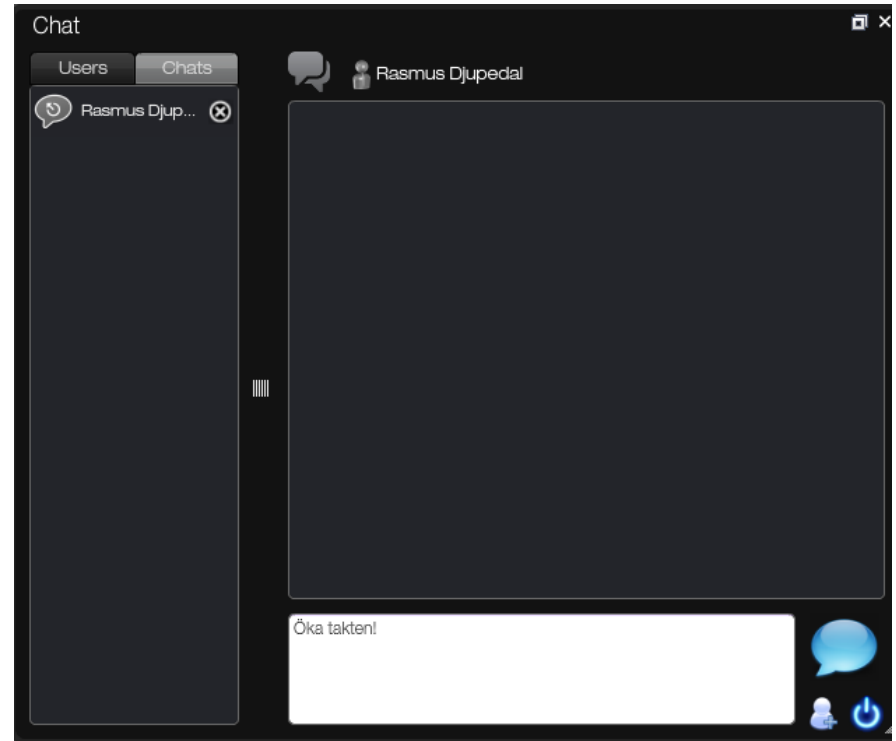 Chat
Users Chats
Rasmus Djup...
Rasmus Djupedal
Öka takten!